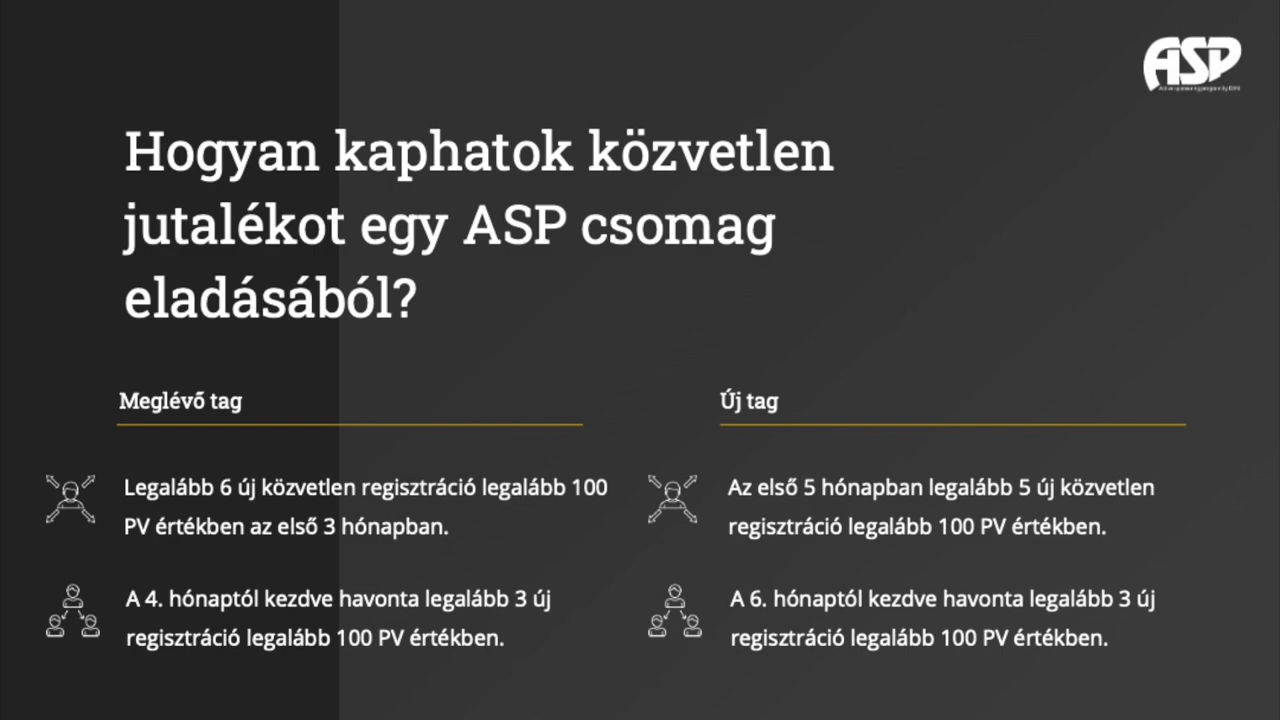 ASP
Hogyan kaphatok közvetlen
jutalékot egy ASP csomag
eladásából?
Meglévő tag
Legalább 6 új közvetlen regisztráció legalább 100
PV értékben az első 3 hónapban.
A 4. hónaptól kezdve havonta legalább 3 új
regisztráció legalább 100 PV értékben.
Új tag
Az első 5 hónapban legalább 5 új közvetlen
regisztráció legalább 100 PV értékben.
A 6. hónaptól kezdve havonta legalább 3 új
regisztráció legalább 100 PV értékben.